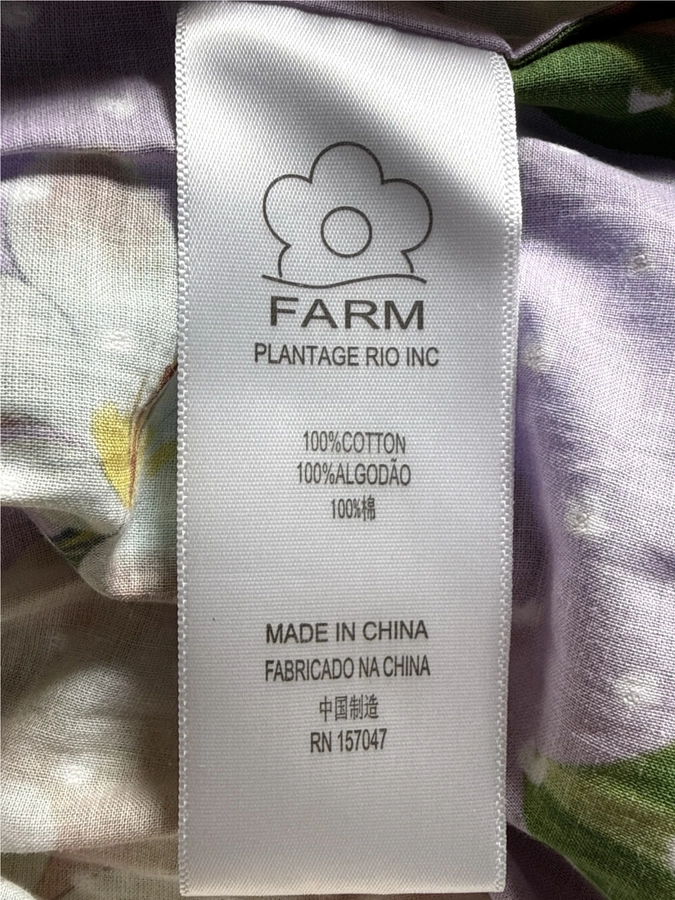 FARM
PLANTAGE RIO INC
100%COTTON
100%ALGODÃO
100%棉
MADE IN CHINA
FABRICADO NA CHINA
中国制造
RN 157047